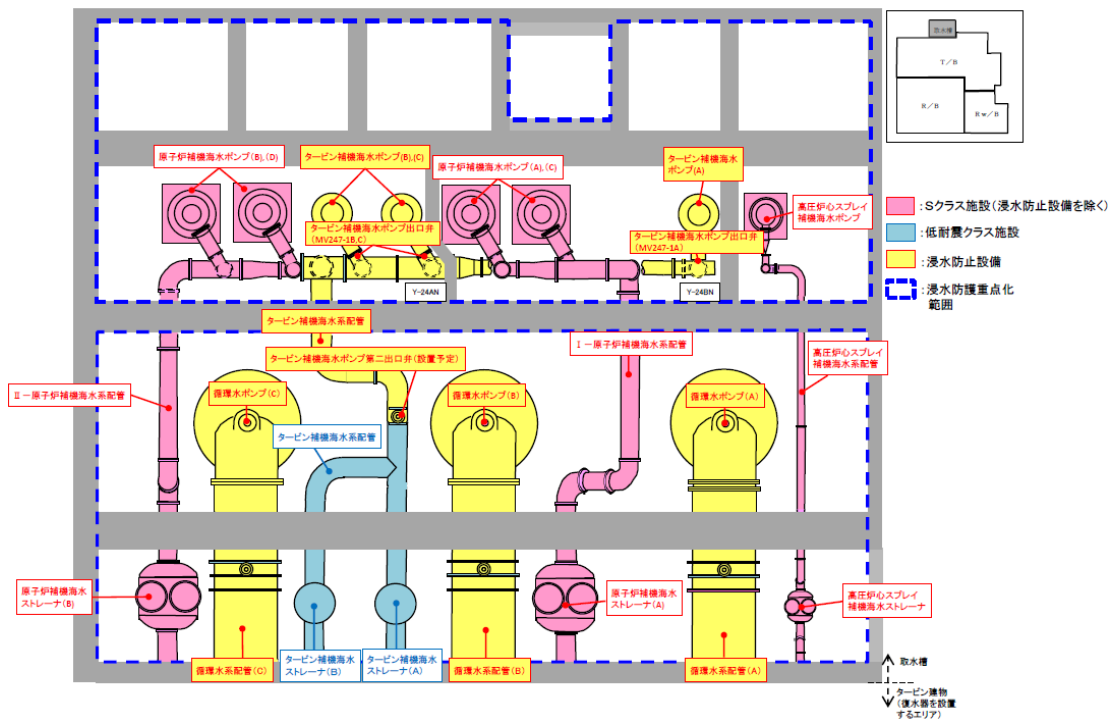 取水槽
T/B
R/B
Rw/B
原子炉補機海水ポンプ(B),(D)
タービン補機海水ポンプ(B),(C)
原子炉補機海水ポンプ(A),(C)
タービン補機海水
ポンプ(A)
高圧炉心スプレイ
補機海水ポンプ
:Sクラス施設(浸水防止設備を除く)
:低耐震クラス施設
:浸水防止設備
:浸水防護重点化
範囲
タービン補機海水ポンプ出口弁
(MV247-1B,C)
タービン補機海水ポンプ出口弁
(MV247-1A)
Y-24AN
Y-24BN
タービン補機海水系配管
タービン補機海水ポンプ第二出口弁(設置予定)
Ⅰ-原子炉補機海水系配管
高圧炉心スプレイ
補機海水系配管
Ⅱ-原子炉補機海水系配管
循環水ポンプ(C)
循環水ポンプ(B)
循環水ポンプ(A)
タービン補機海水系配管
原子炉補機海水
ストレーナ(B)
原子炉補機海水
ストレーナ(A)
高圧炉心スプレイ
補機海水ストレーナ
循環水系配管(C)
タービン補機海水
ストレーナ(B)
タービン補機海水
ストレーナ(A)
循環水系配管(B)
循環水系配管(A)
取水槽
タービン建物
(復水器を設置
するエリア)